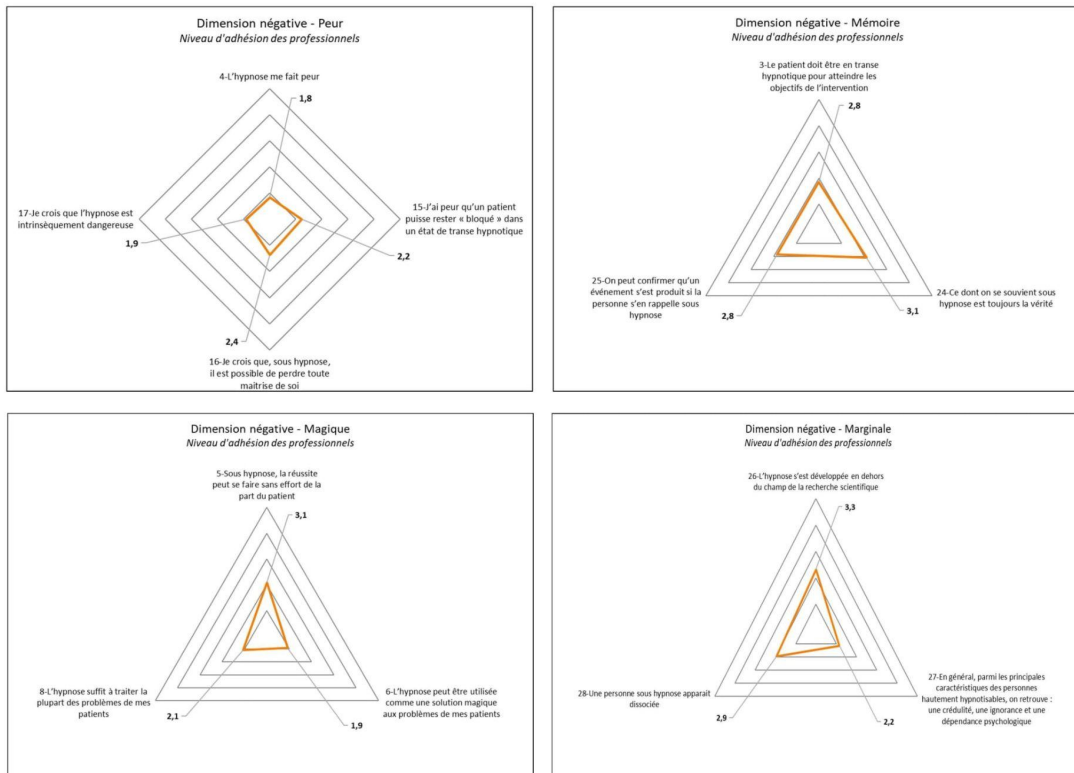 Dimension négative - Peur
Niveau d'adhésion des professionnels
4-L'hypnose me fait peur
1,8
17-Je crois que l'hypnose est
intrinsèquement dangereuse
1,9
15-J'ai peur qu'un patient
puisse rester « bloqué » dans
un état de transe hypnotique
2,2
2,4
16-Je crois que, sous hypnose,
il est possible de perdre toute
maîtrise de soi
Dimension négative - Mémoire
Niveau d'adhésion des professionnels
3-Le patient doit être en transe
hypnotique pour atteindre les
objectifs de l'intervention
2,8
25-On peut confirmer qu'un
événement s'est produit si la
personne s'en rappelle sous
hypnose
2,8
24-Ce dont on se souvient sous
hypnose est toujours la vérité
3,1
Dimension négative - Magique
Niveau d'adhésion des professionnels
5-Sous hypnose, la réussite
peut se faire sans effort de la
part du patient
3,1
8-L'hypnose suffit à traiter la
plupart des problèmes de mes
patients
2,1
6-L'hypnose peut être utilisée
comme une solution magique
aux problèmes de mes patients
1,9
Dimension négative - Marginale
Niveau d'adhésion des professionnels
26-L'hypnose s'est développée en dehors
du champ de la recherche scientifique
3,3
28-Une personne sous hypnose apparait
dissociée
2,9
27-En général, parmi les principales
caractéristiques des personnes
hautement hypnotisables, on retrouve :
une crédulité, une ignorance et une
dépendance psychologique
2,2